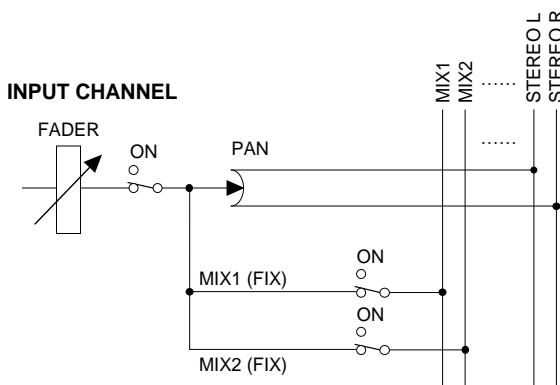 INPUT CHANNEL
FADER
ON
PAN
MIX1
MIX2
......
STEREO L
STEREO R
......
MIX1 (FIX)
ON
MIX2 (FIX)
ON